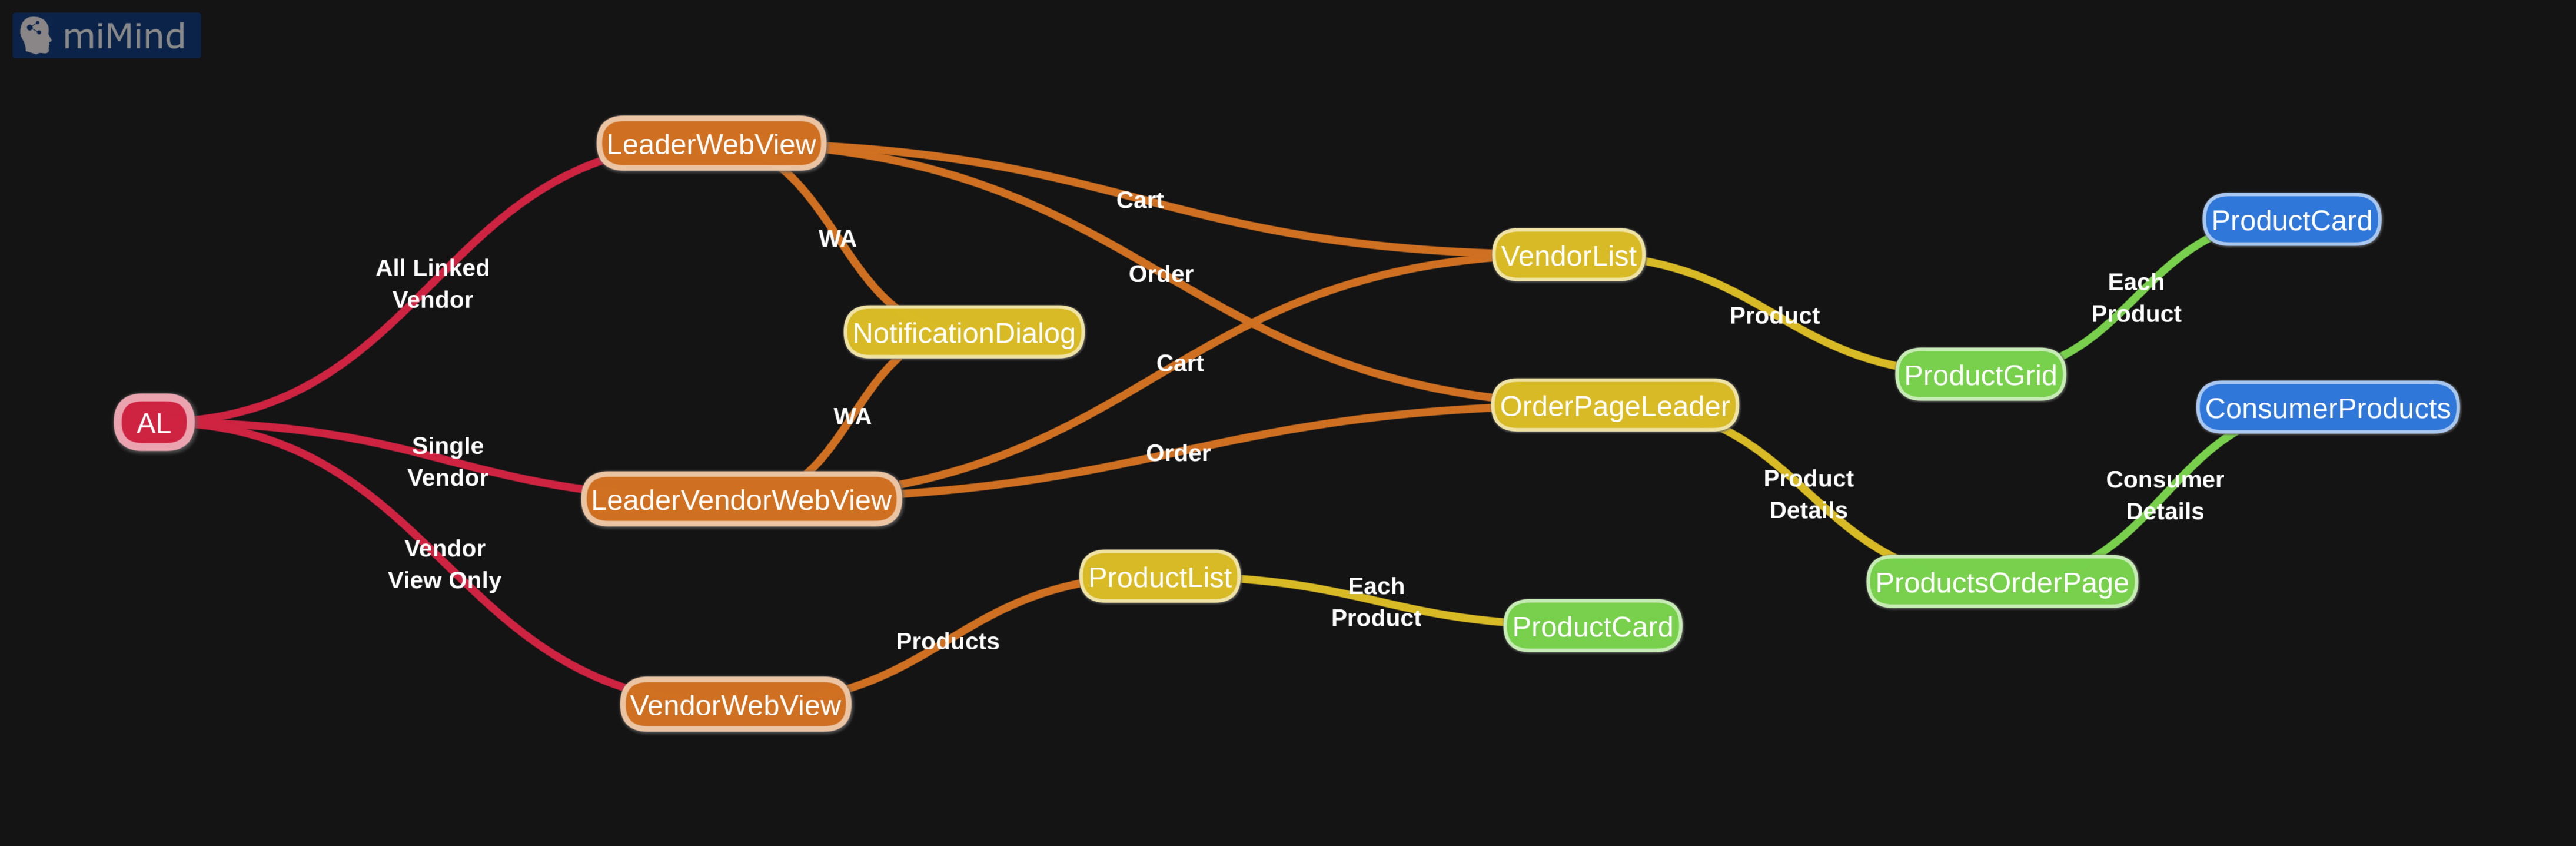 miMind
LeaderWebView
Cart
ProductCard
WA
VendorList
All Linked
Vendor
Order
Each
Product
Product
NotificationDialog
Cart
ProductGrid
AL
WA
OrderPageLeader
ConsumerProducts
Single
Vendor
Order
Product
Details
Consumer
Details
LeaderVendorWebView
Vendor
View Only
ProductList
Each
Product
ProductsOrderPage
Products
ProductCard
VendorWebView